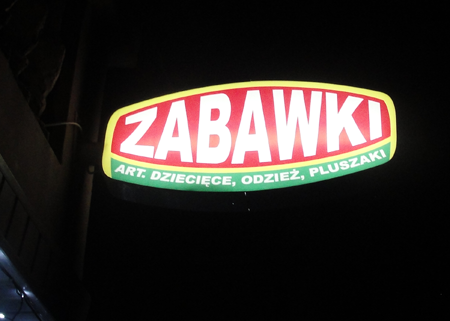 ZABAWKI
ART. DZIECIĘCE, ODZIEŻ, PLUSZAKI